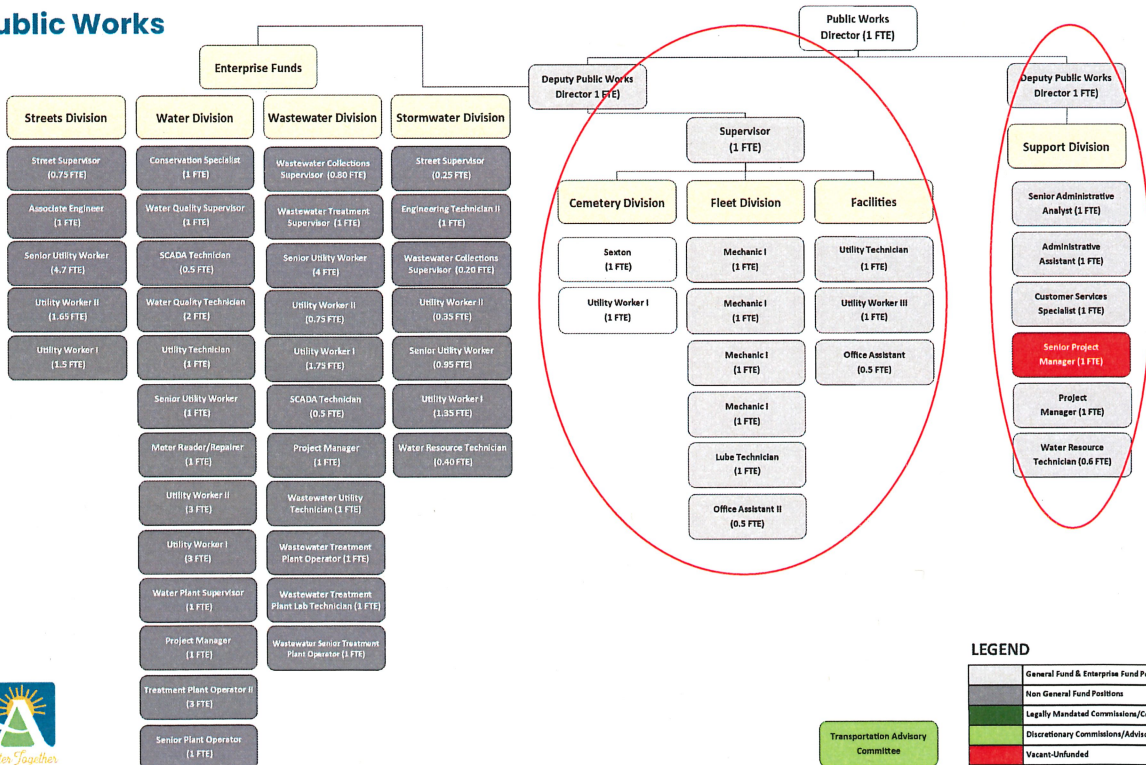 ublic Works
Public Works
Director (1 FTE)
Enterprise Funds
Deputy Public Works
Director 1 FTE)
Deputy Public Works
Director 1 FTE)
Supervisor
(1 FTE)
Streets Division
Street Supervisor
(0.75 FTE)
Associate Engineer
(1 FTE)
Senior Utility Worker
(4.7 FTE)
Utility Worker II
(1.65 FTE)
Utility Worker I
(1.5 FTE)
Water Division
Conservation Specialist
(1 FTE)
Water Quality Supervisor
(1 FTE)
SCADA Technician
(0.5 FTE)
Water Quality Technician
(2 FTE)
Utility Technician
(1 FTE)
Senior Utility Worker
(1 FTE)
Meter Reader/Repairer
(1 FTE)
Utility Worker II
(3 FTE)
Utility Worker I
(3 FTE)
Water Plant Supervisor
(1 FTE)
Project Manager
(1 FTE)
Treatment Plant Operator II
(3 FTE)
Senior Plant Operator
(1 FTE)
Wastewater Division
Wastewater Collections
Supervisor (0.80 FTE)
Wastewater Treatment
Supervisor (1 FTE)
Senior Utility Worker
(4 FTE)
Utility Worker II
(0.75 FTE)
Utility Worker I
(1.75 FTE)
SCADA Technician
(0.5 FTE)
Project Manager
(1 FTE)
Wastewater Utility
Technician (1 FTE)
Wastewater Treatment
Plant Operator (1 FTE)
Wastewater Treatment
Plant Lab Technician (1 FTE)
Wastewater Senior Treatment
Plant Operator (1 FTE)
Stormwater Division
Street Supervisor
(0.25 FTE)
Engineering Technician II
(1 FTE)
Wastewater Collections
Supervisor (0.20 FTE)
Utility Worker II
(0.35 FTE)
Senior Utility Worker
(0.95 FTE)
Utility Worker I
(1.35 FTE)
Water Resource Technician
(0.40 FTE)
Cemetery Division
Sexton
(1 FTE)
Utility Worker I
(1 FTE)
Fleet Division
Mechanic I
(1 FTE)
Mechanic I
(1 FTE)
Mechanic I
(1 FTE)
Mechanic I
(1 FTE)
Lube Technician
(1 FTE)
Office Assistant II
(0.5 FTE)
Facilities
Utility Technician
(1 FTE)
Utility Worker III
(1 FTE)
Office Assistant
(0.5 FTE)
Support Division
Senior Administrative
Analyst (1 FTE)
Administrative
Assistant (1 FTE)
Customer Services
Specialist (1 FTE)
Senior Project
Manager (1 FTE)
Project
Manager (1 FTE)
Water Resource
Technician (0.6 FTE)
Transportation Advisory
Committee
LEGEND
General Fund & Enterprise Fund Po
Non General Fund Positions
Legally Mandated Commissions/Co
Discretionary Commissions/Advisc
Vacant-Unfunded
A
ter Together